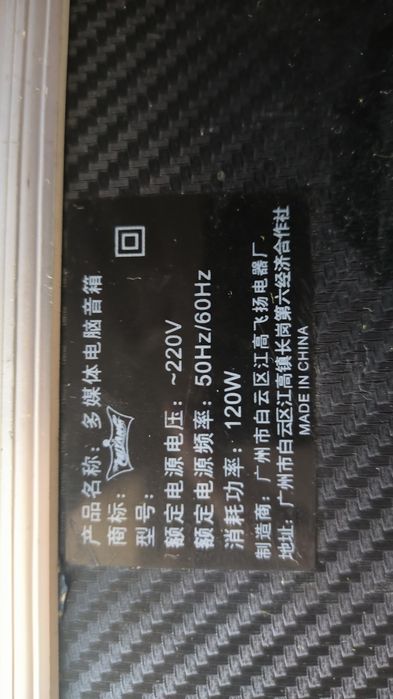 产品名称：多媒体电脑音箱
商标：
型号：
额定电源电压：~220V
额定电源频率：50Hz/60Hz
消耗功率：120W
制造商：广州市白云区江高飞扬电器厂
地址：广州市白云区江高镇长岗第六经济合作社
MADE IN CHINA